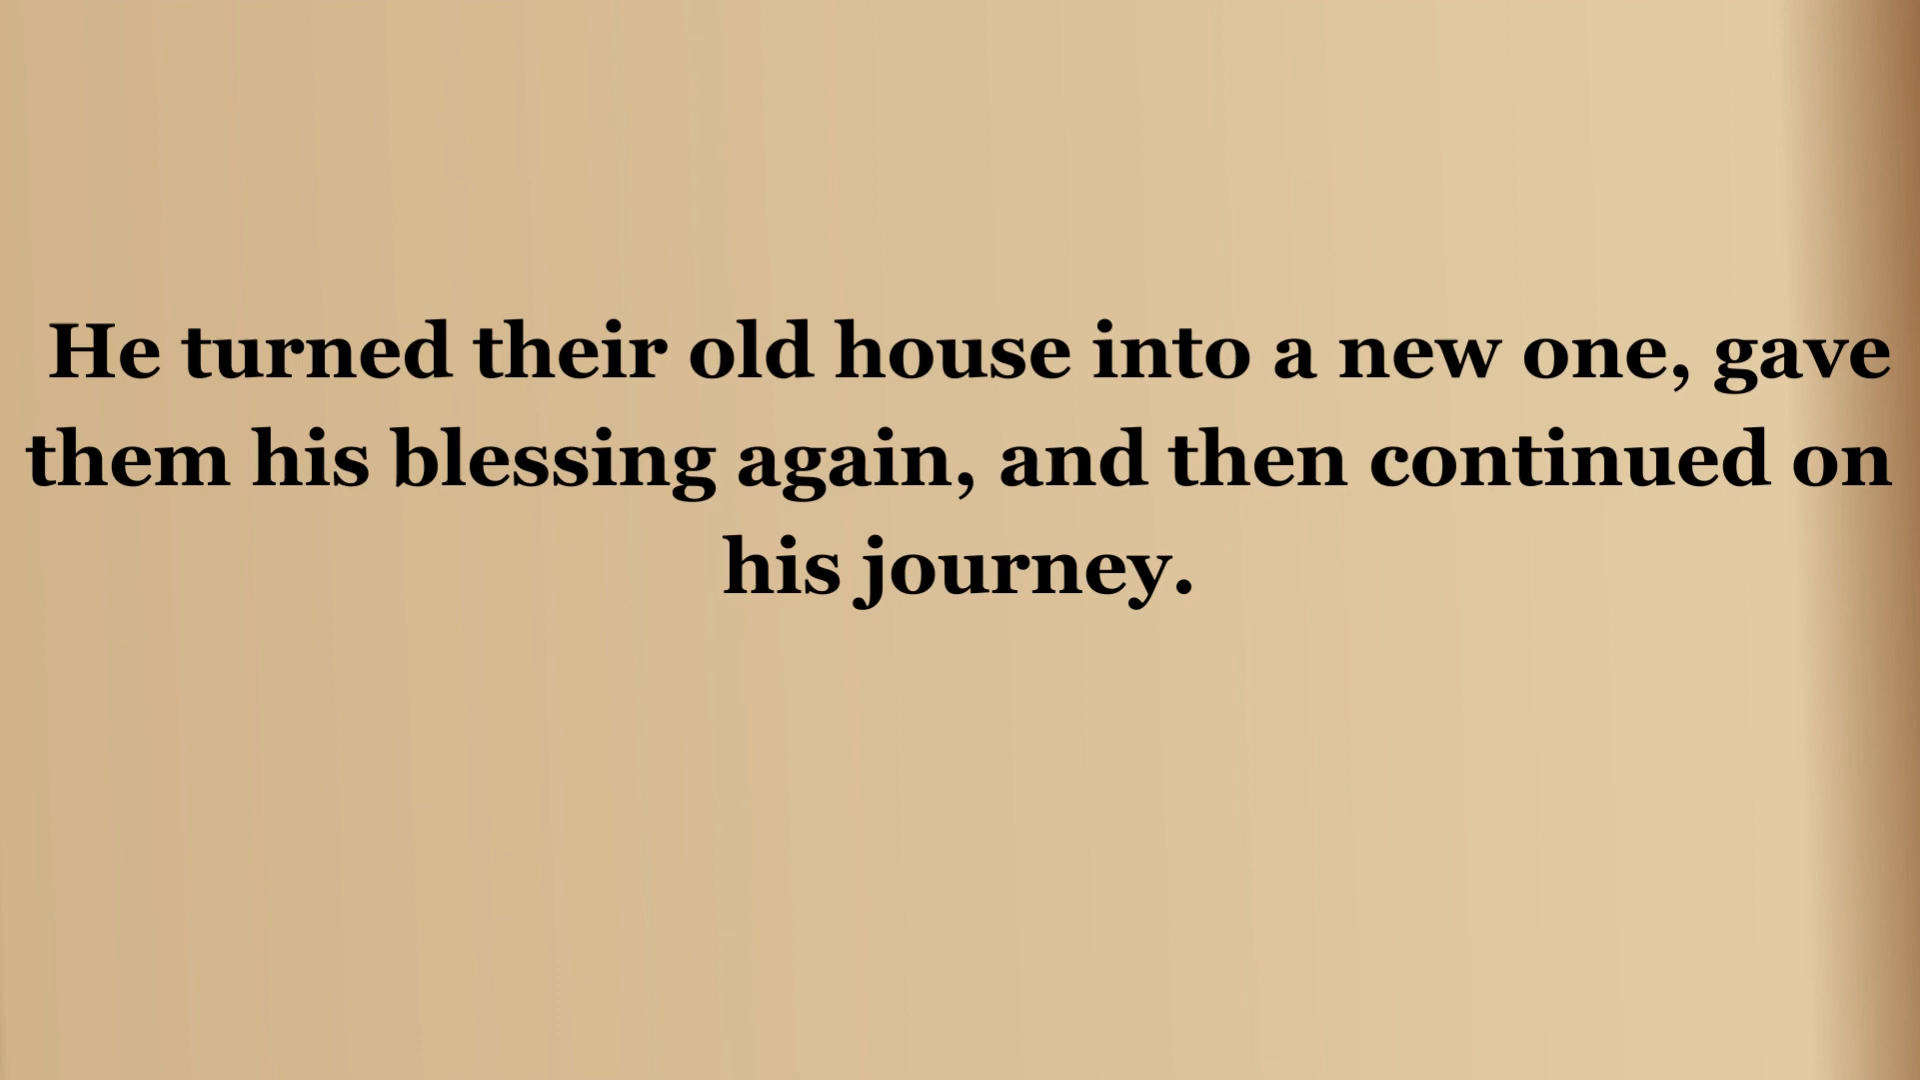 He turned their old house into a new one, gave
them his blessing again, and then continued on
his journey.